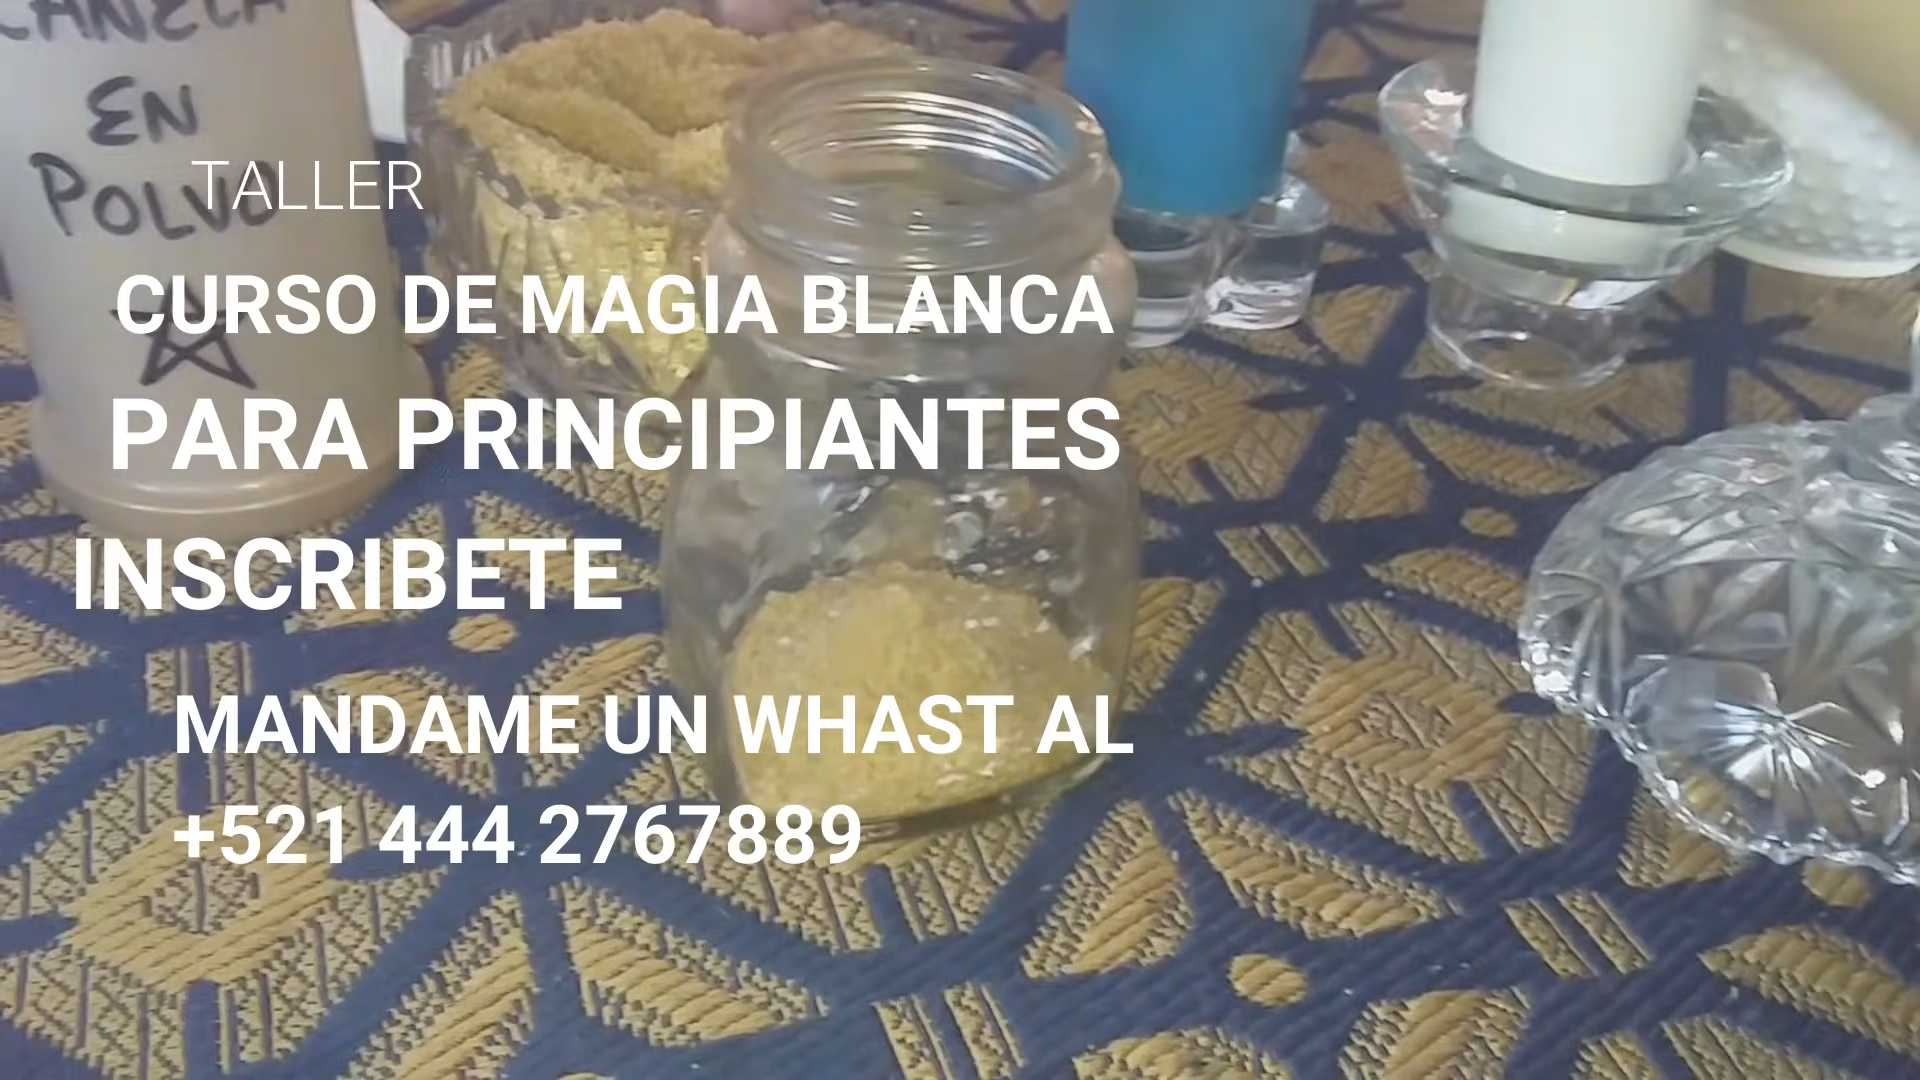 CANELA
EN
POLVO
TALLER
CURSO DE MAGIA BLANCA
PARA PRINCIPIANTES
INSCRIBETE
MANDAME UN WHAST AL
+521 444 2767889